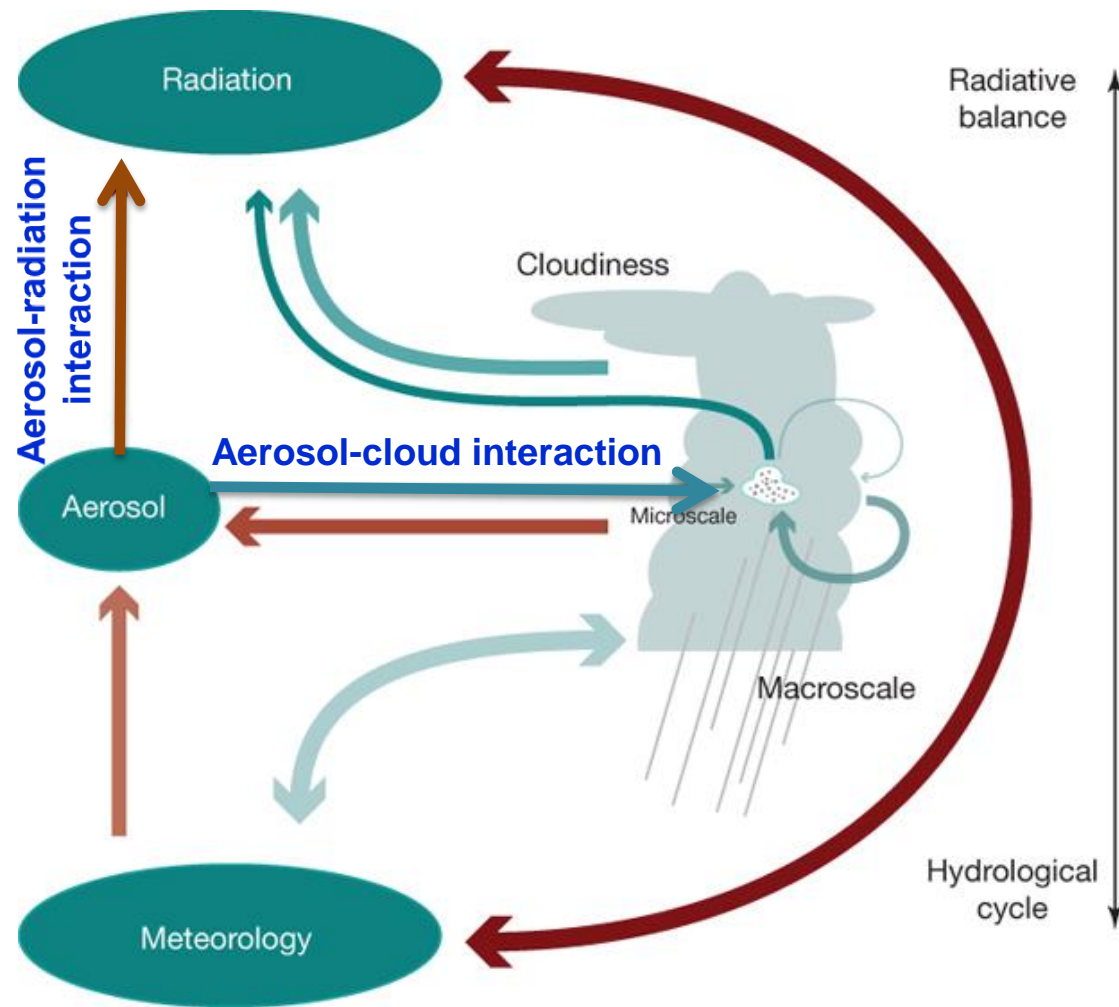 Radiation
Radiative
balance
Aerosol-radiation
interaction
Cloudiness
Aerosol-cloud interaction
Aerosol
Microscale
Macroscale
Hydrological
cycle
Meteorology